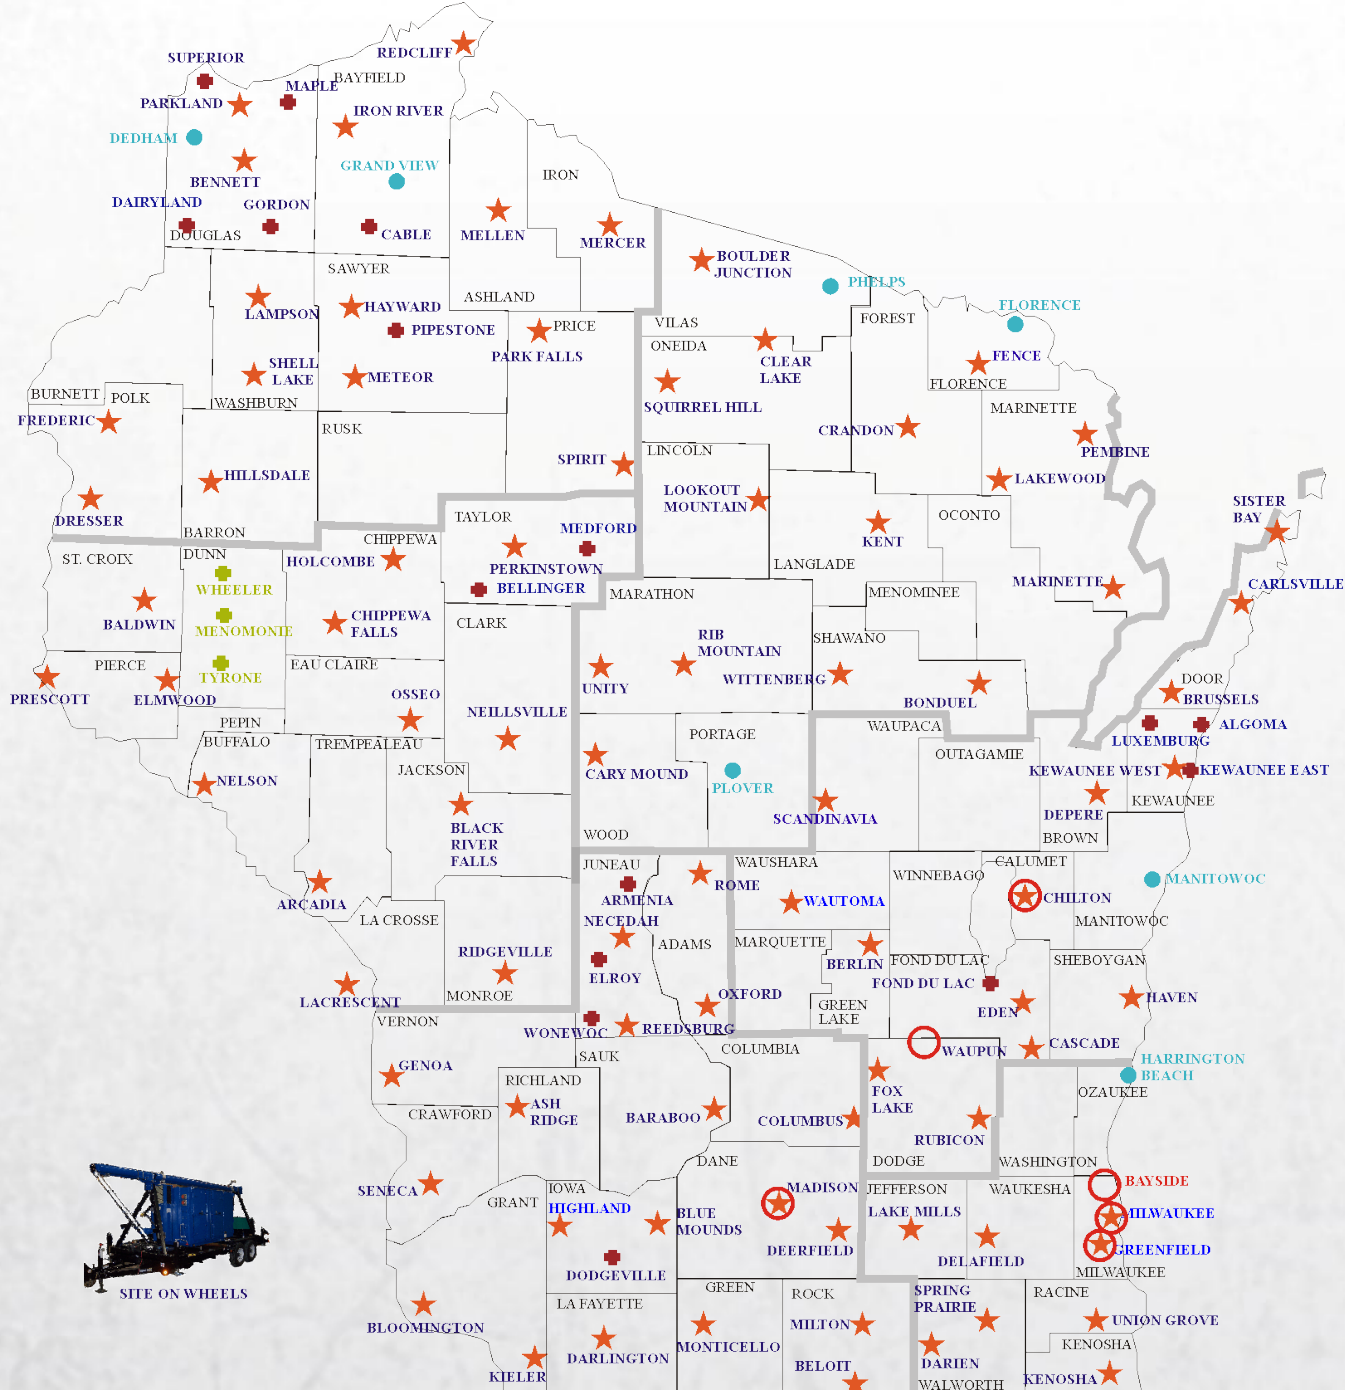 REDCLIFF
SUPERIOR
BAYFIELD
MAPLE
PARKLAND
IRON RIVER
DEDHAM
GRAND VIEW
IRON
BENNETT
DAIRYLAND
GORDON
DOUGLAS
CABLE
MELLEN
MERCER
BOULDER
JUNCTION
SAWYER
PHELPS
ASHLAND
LAMPSON
HAYWARD
FLORENCE
PIPESTONE
PRICE
VILAS
FOREST
PARK FALLS
ONEIDA
FENCE
SHELL
LAKE
METEOR
CLEAR
LAKE
FLORENCE
BURNETT
POLK
WASHBURN
SQUIRREL HILL
MARINETTE
FREDERIC
RUSK
CRANDON
LINCOLN
PEMBINE
SPIRIT
HILLSDALE
LAKEWOOD
LOOKOUT
MOUNTAIN
SISTER
BAY
DRESSER
TAYLOR
OCONTO
BARRON
MEDFORD
CHIPPEWA
KENT
ST. CROIX
DUNN
HOLCOMBE
PERKINSTOWN
LANGLADE
WHEELER
BELLINGER
MARATHON
MENOMINEE
MARINETTE
CARLSVILLE
BALDWIN
MENOMONIE
CHIPPEWA
FALLS
CLARK
RIB
MOUNTAIN
SHAWANO
PIERCE
EAU CLAIRE
TYRONE
UNITY
WITTENBERG
DOOR
PRESCOTT
ELMWOOD
OSSEO
BONDUEL
BRUSSELS
NEILLSVILLE
PEPIN
WAUPACA
ALGOMA
BUFFALO
TREMPEALEAU
PORTAGE
OUTAGAMIE
LUXEMBURG
JACKSON
CARY MOUND
KEWAUNEE WEST
KEWAUNEE EAST
NELSON
PLOVER
KEWAUNEE
DEPERE
SCANDINAVIA
BLACK
RIVER
FALLS
WOOD
BROWN
JUNEAU
WAUSHARA
CALUMET
WINNEBAGO
ROME
MANITOWOC
ARCADIA
ARMENIA
WAUTOMA
CHILTON
LA CROSSE
NECEDAH
MANITOWOC
ADAMS
MARQUETTE
RIDGEVILLE
BERLIN
FOND DU LAC
SHEBOYGAN
ELROY
FOND DU LAC
MONROE
OXFORD
HAVEN
LACRESCENT
GREEN
LAKE
EDEN
VERNON
WONEWOC
REEDSBURG
COLUMBIA
WAUPUN
CASCADE
SAUK
HARRINGTON
BEACH
GENOA
RICHLAND
FOX
LAKE
OZAUKEE
CRAWFORD
ASH
RIDGE
BARABOO
COLUMBUS
RUBICON
DANE
DODGE
WASHINGTON
SENECA
IOWA
MADISON
JEFFERSON
WAUKESHA
BAYSIDE
GRANT
HIGHLAND
BLUE
MOUNDS
LAKE MILLS
MILWAUKEE
DEERFIELD
GREENFIELD
DELAFIELD
DODGEVILLE
MILWAUKEE
SITE ON WHEELS
GREEN
ROCK
SPRING
PRAIRIE
RACINE
LA FAYETTE
BLOOMINGTON
MILTON
UNION GROVE
MONTICELLO
KENOSHA
DARLINGTON
BELOIT
DARIEN
KIELER
WALWORTH
KENOSHA